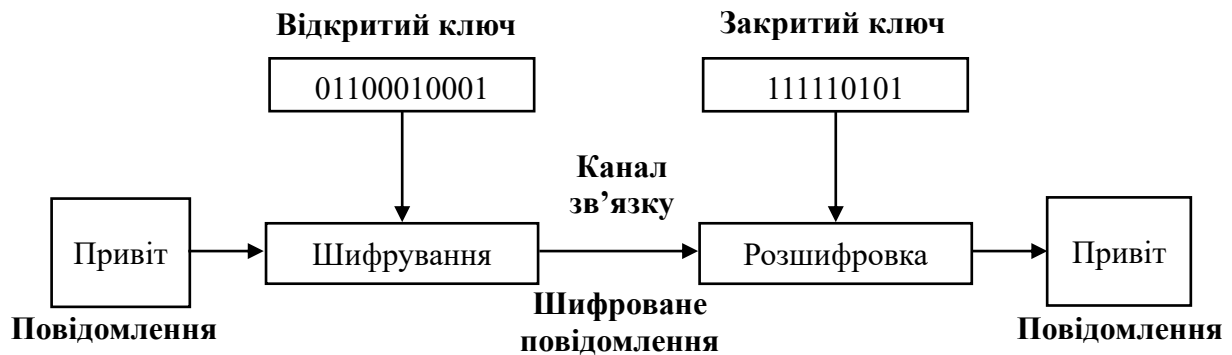 Відкритий ключ
Закритий ключ
01100010001
111110101
Канал
зв’язку
Привіт
Шифрування
Розшифровка
Привіт
Повідомлення
Шифроване
повідомлення
Повідомлення